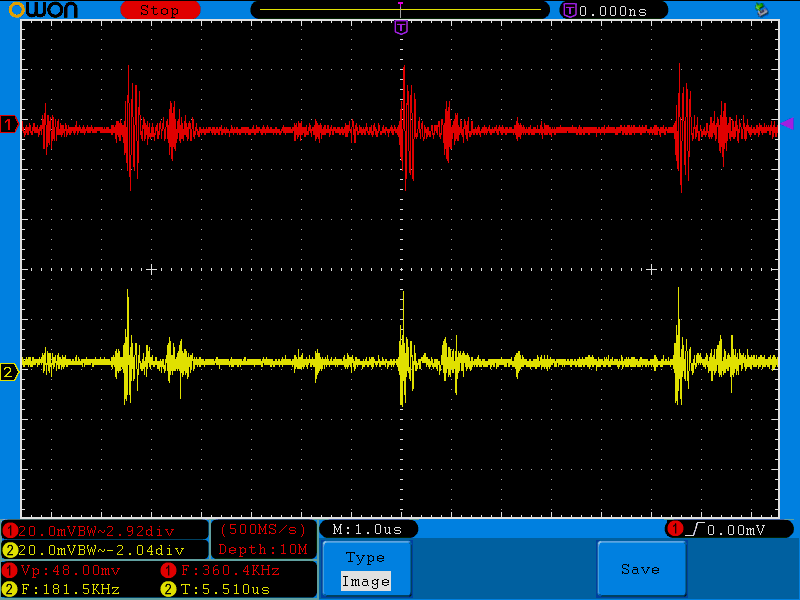 OWON Stop T 0.000ns
T
1
2
1 20.0mVBW~2.92div (500MS/s) M:1.0us 1 0.00mV
2 20.0mVBW~-2.04div Depth:10M
1 Vp:48.00mv 1 F:360.4KHz Type Save
2 F:181.5KHz 2 T:5.510us Image